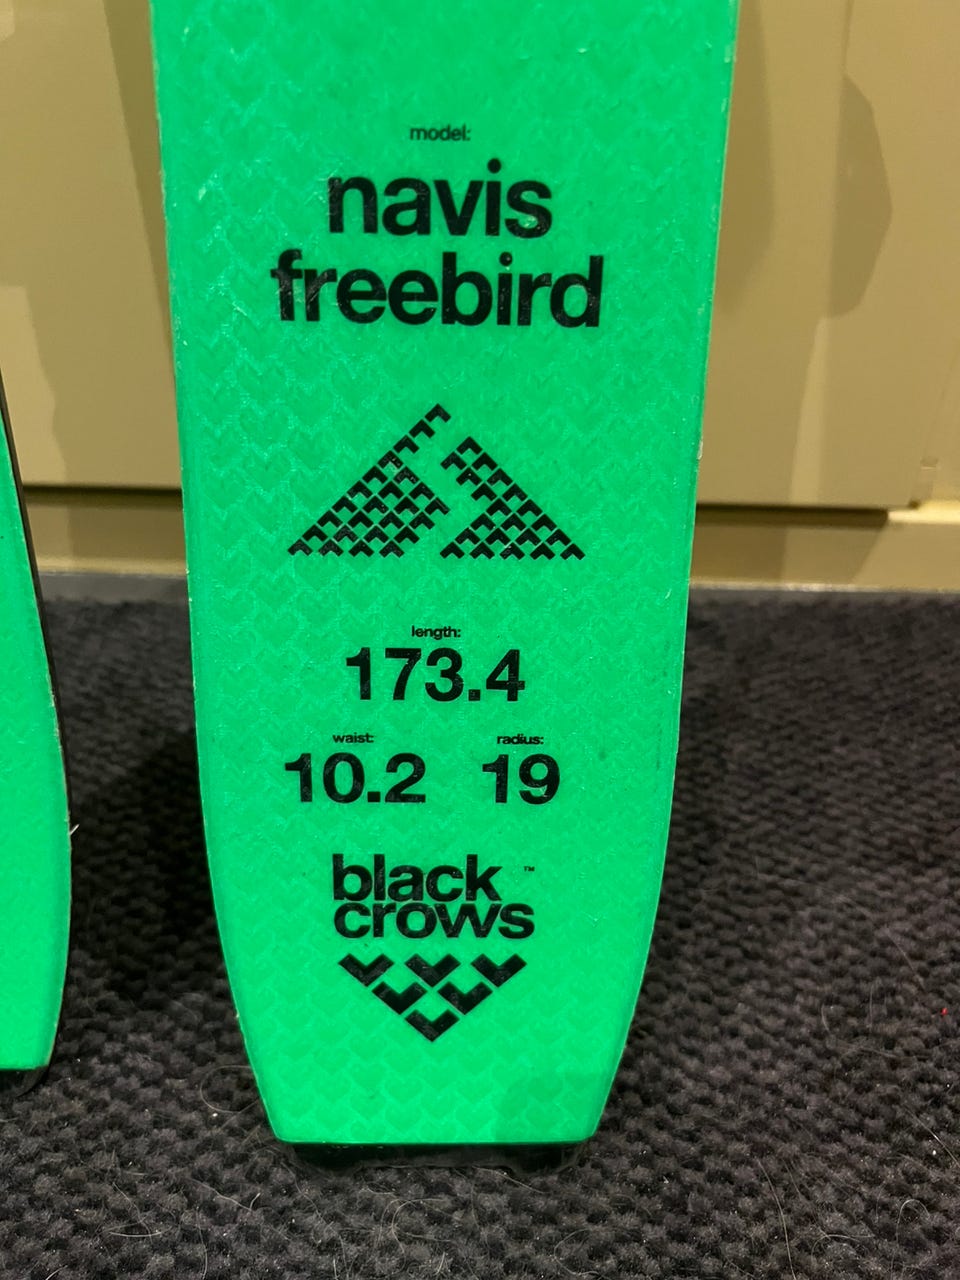 model:
navis
freebird
length:
173.4
waist: radius:
10.2 19
black ™
crows